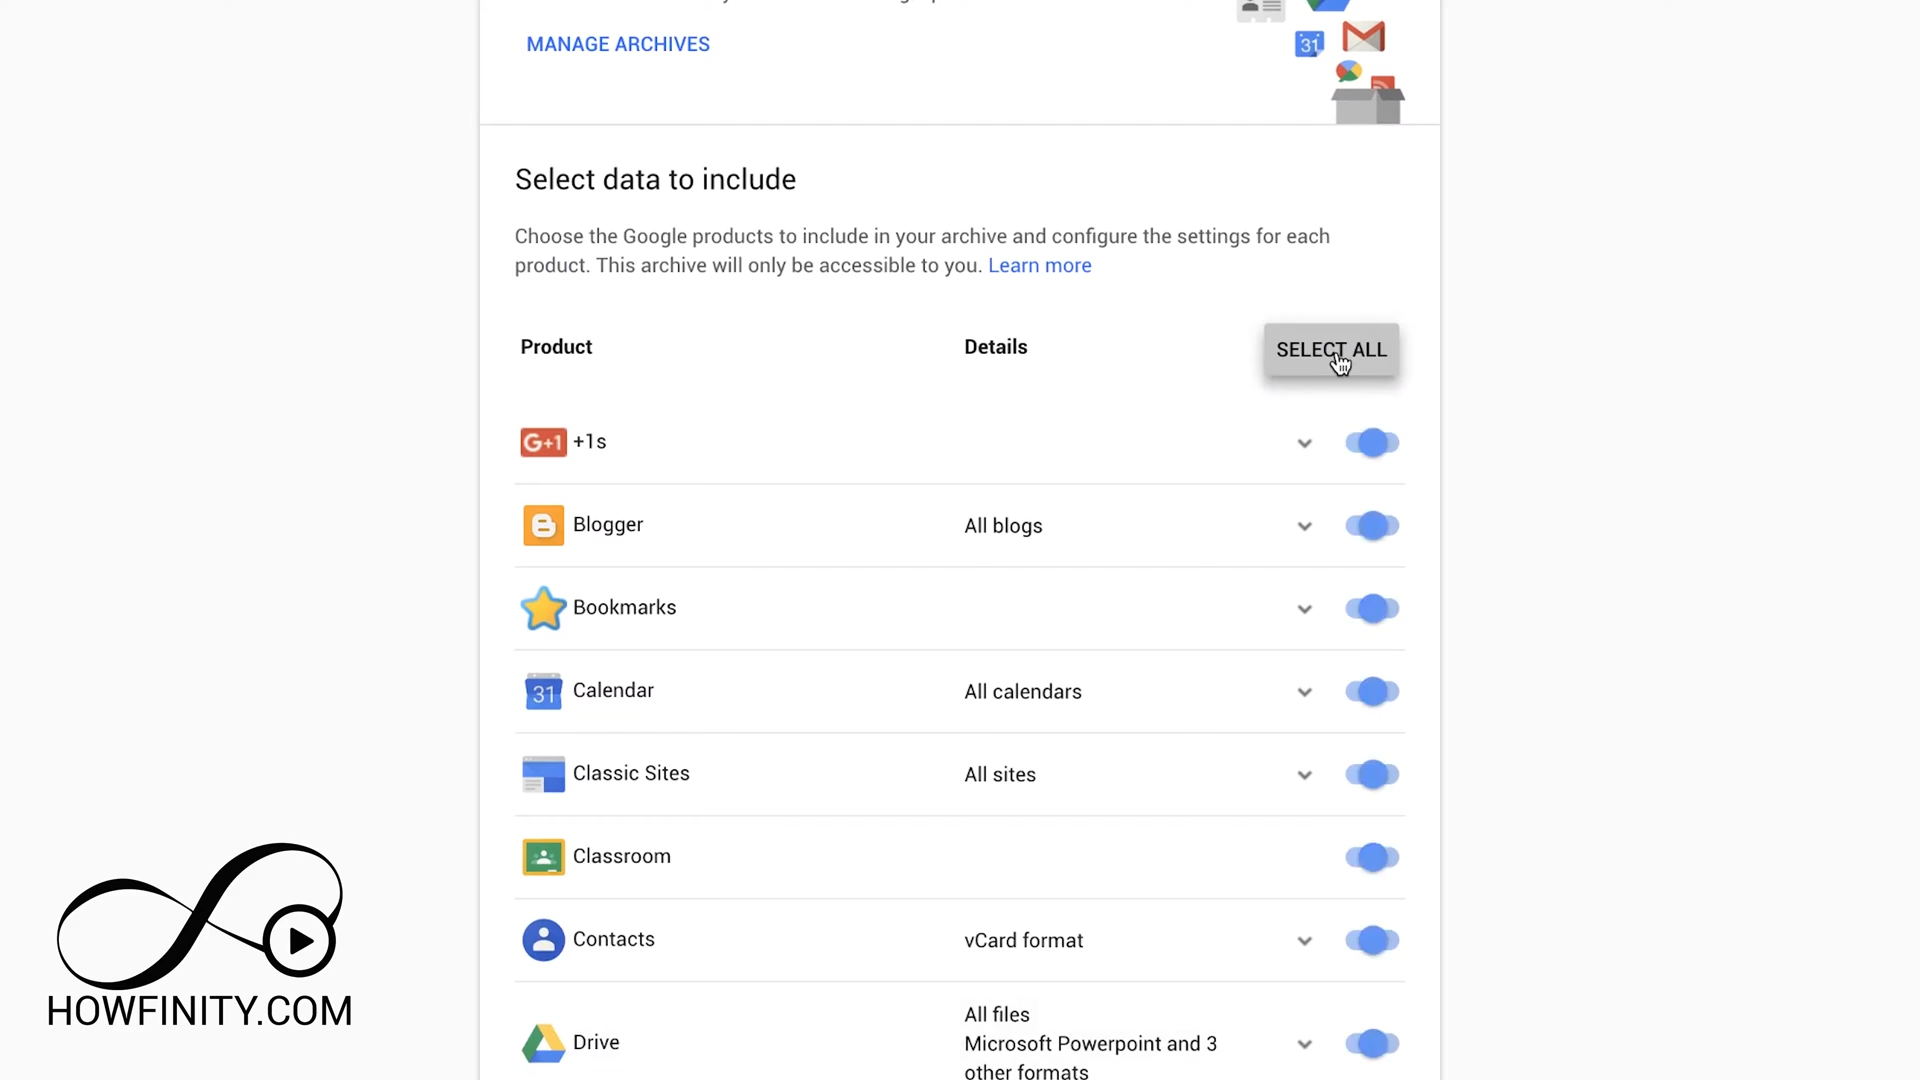 MANAGE ARCHIVES
31
Select data to include
Choose the Google products to include in your archive and configure the settings for each
product. This archive will only be accessible to you. Learn more
Product Details SELECT ALL
G+1 +1s
Blogger All blogs
Bookmarks
31 Calendar All calendars
Classic Sites All sites
Classroom
Contacts vCard format
All files
Drive Microsoft Powerpoint and 3
other formats
HOWFINITY.COM